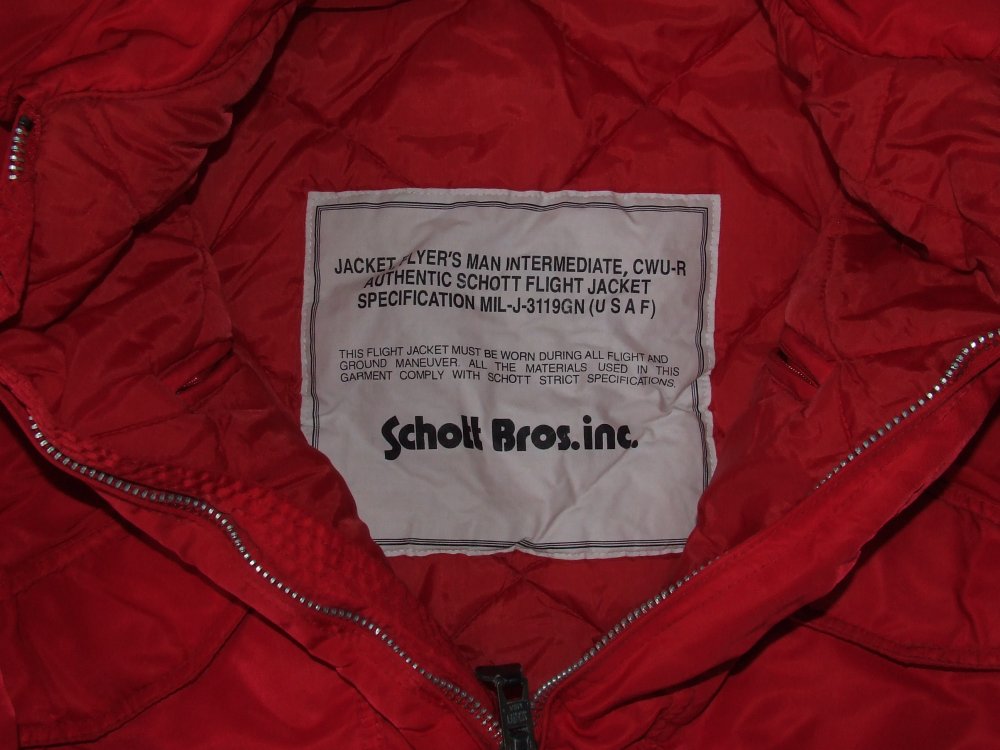 JACKET FLYER'S MAN INTERMEDIATE, CWU-R
AUTHENTIC SCHOTT FLIGHT JACKET
SPECIFICATION MIL-J-3119GN (U S A F)
THIS FLIGHT JACKET MUST BE WORN DURING ALL FLIGHT AND
GROUND MANEUVER. ALL THE MATERIALS USED IN THIS
GARMENT COMPLY WITH SCHOTT STRICT SPECIFICATIONS.
Schott Bros.inc.